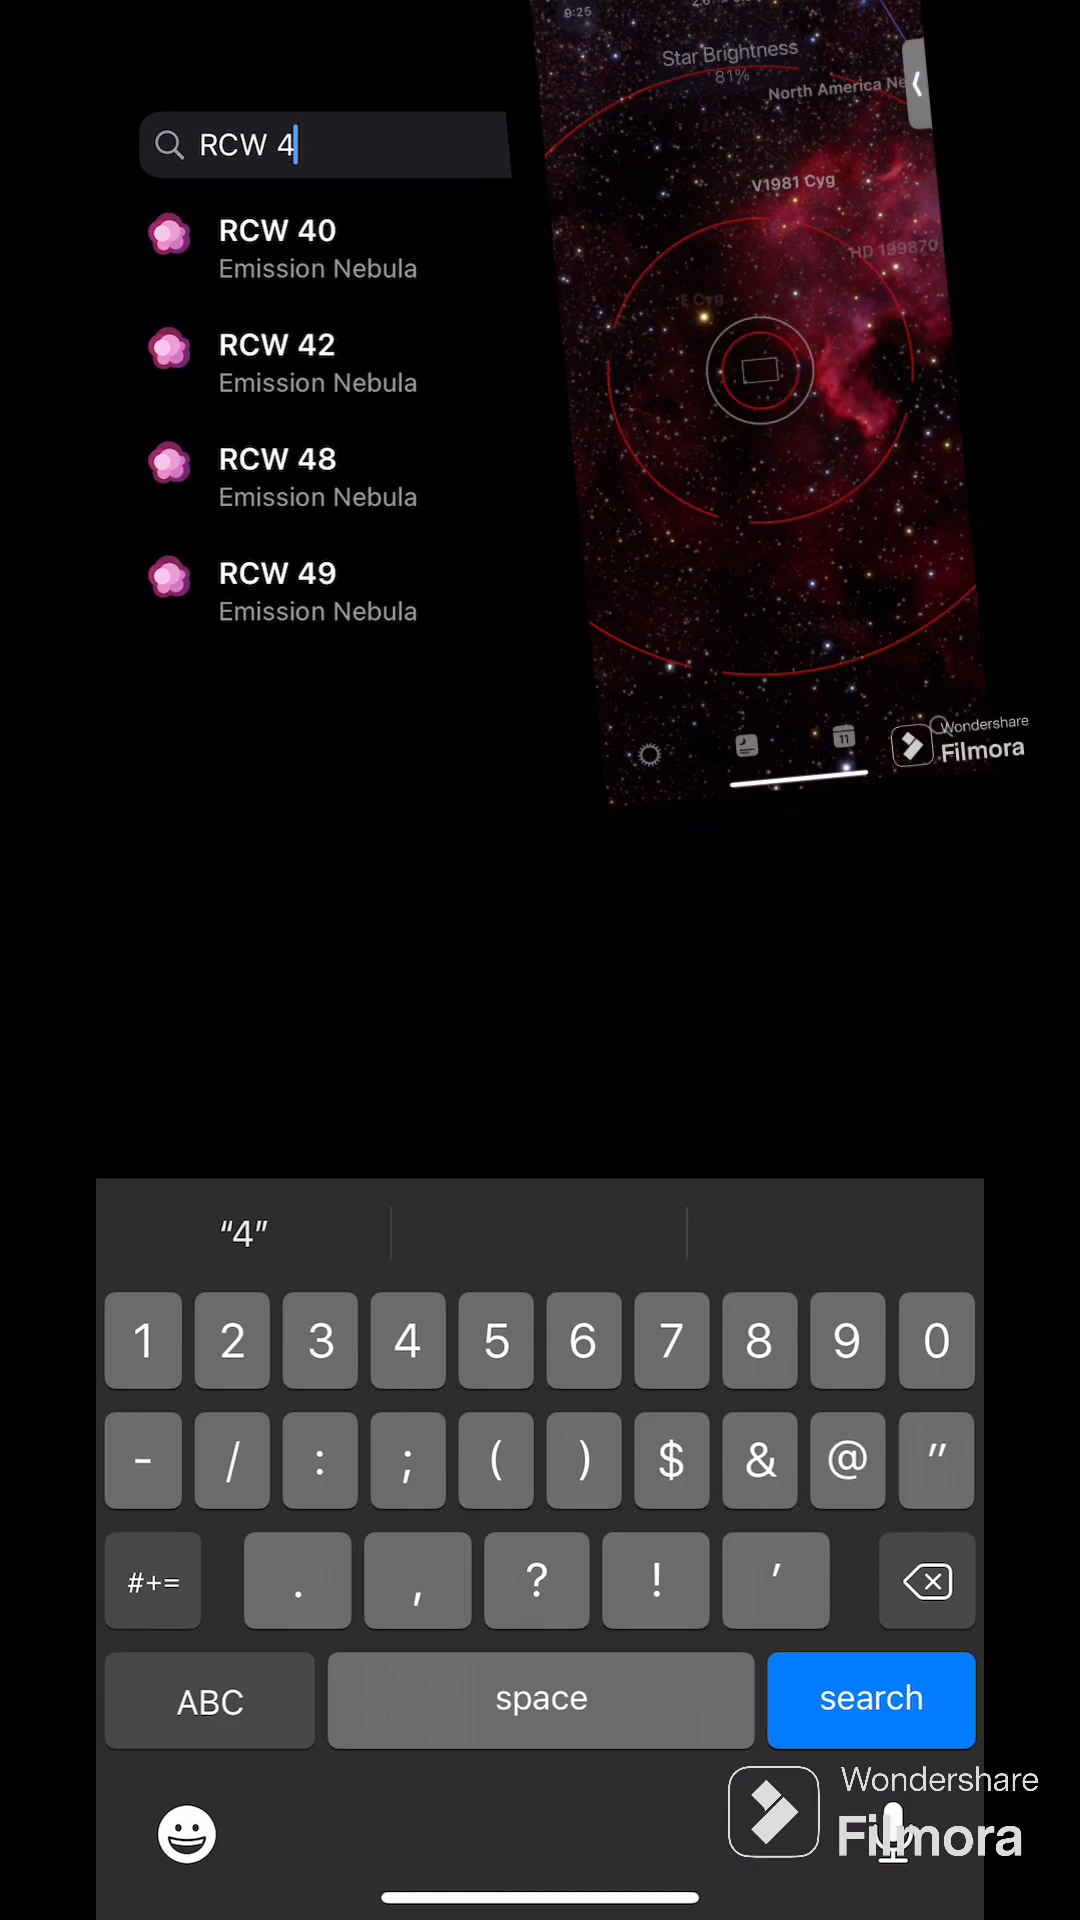 9:25
Star Brightness
81%
North America Ne
RCW 4
V1981 Cyg
RCW 40
Emission Nebula
HD 199870
E Cyg
RCW 42
Emission Nebula
RCW 48
Emission Nebula
RCW 49
Emission Nebula
11
Wondershare
Filmora
“4”
1 2 3 4 5 6 7 8 9 0
- / : ; ( ) $ & @ "
#+= . , ? ! '
ABC space search
Wondershare
Filmora